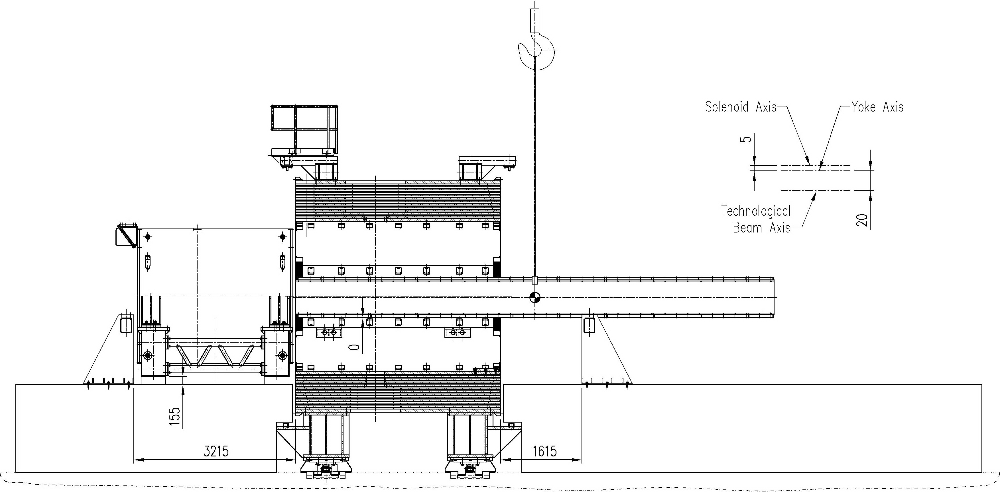 Solenoid Axis
Yoke Axis
5
Technological
Beam Axis
20
0
155
3215
1615